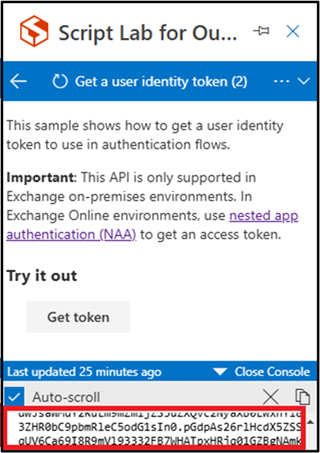 Script Lab for Ou...
Get a user identity token (2)
This sample shows how to get a user identity
token to use in authentication flows.
Important: This API is only supported in
Exchange on-premises environments. In
Exchange Online environments, use nested app
authentication (NAA) to get an access token.
Try it out
Get token
Last updated 25 minutes ago
Close Console
Auto-scroll
3ZHR0bC9pbmRleC5odG1sIn0.pGdpAs26rlHcdX5ZSS